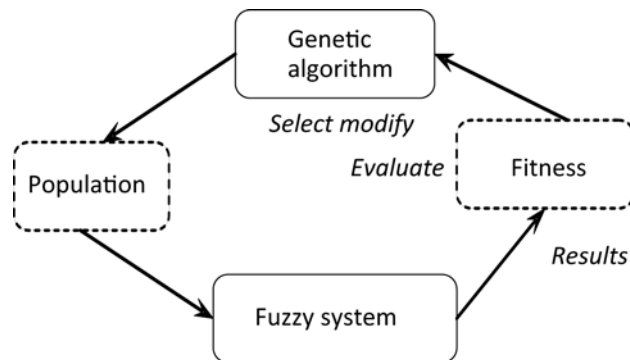 Genetic
algorithm
Select modify
Population
Evaluate
Fitness
Results
Fuzzy system